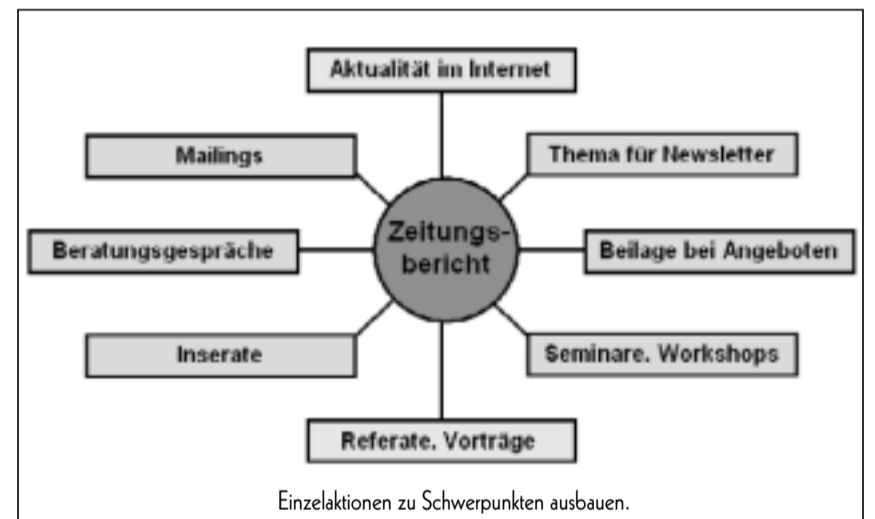 Aktualität im Internet
Mailings
Thema für Newsletter
Zeitungs-
bericht
Beratungsgespräche
Beilage bei Angeboten
Inserate
Seminare. Workshops
Referate. Vorträge
Einzelaktionen zu Schwerpunkten ausbauen.